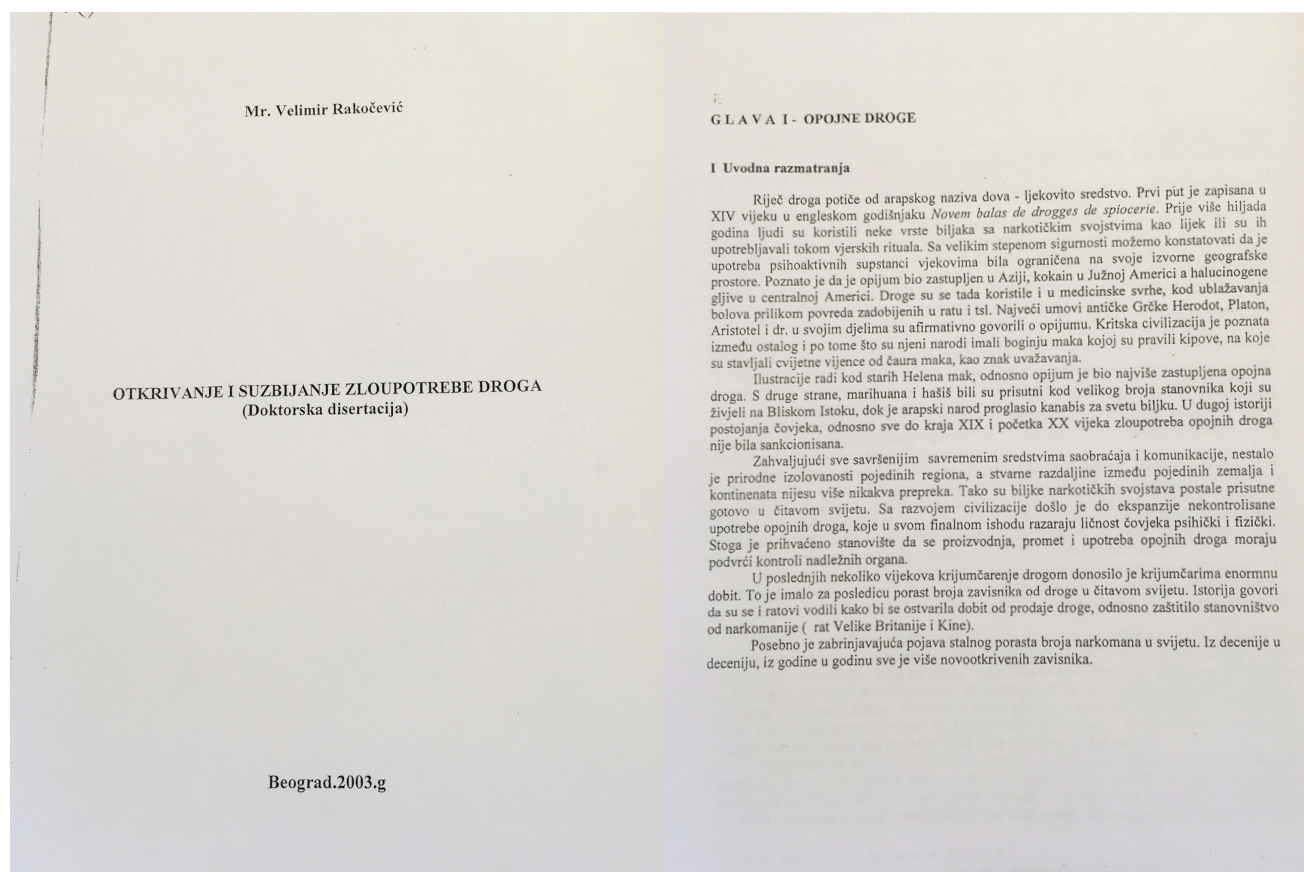 Mr. Velimir Rakočević
OTKRIVANJE I SUZBIJANJE ZLOUPOTREBE DROGA
(Doktorska disertacija)
Beograd.2003.g
G L A V A I - OPOJNE DROGE
I Uvodna razmatranja
Riječ droga potiče od arapskog naziva dova - ljekovito sredstvo. Prvi put je zapisana u
XIV vijeku u engleskom godišnjaku Novem balas de drogges de spiocerie. Prije više hiljada
godina ljudi su koristili neke vrste biljaka sa narkotičkim svojstvima kao lijek ili su ih
upotrebljavali tokom vjerskih rituala. Sa velikim stepenom sigurnosti možemo konstatovati da je
upotreba psihoaktivnih supstanci vjekovima bila ograničena na svoje izvorne geografske
prostore. Poznato je da je opijum bio zastupljen u Aziji, kokain u Južnoj Americi a halucinogene
gljive u centralnoj Americi. Droge su se tada koristile i u medicinske svrhe, kod ublažavanja
bolova prilikom povreda zadobijenih u ratu i tsl. Najveći umovi antičke Grčke Herodot, Platon,
Aristotel i dr. u svojim djelima su afirmativno govorili o opijumu. Kritska civilizacija je poznata
između ostalog i po tome što su njeni narodi imali boginju maka kojoj su pravili kipove, na koje
su stavljali cvijetne vijence od čaura maka, kao znak uvažavanja.
Ilustracije radi kod starih Helena mak, odnosno opijum je bio najviše zastupljena opojna
droga. S druge strane, marihuana i hašiš bili su prisutni kod velikog broja stanovnika koji su
živjeli na Bliskom Istoku, dok je arapski narod proglasio kanabis za svetu biljku. U dugoj istoriji
postojanja čovjeka, odnosno sve do kraja XIX i početka XX vijeka zloupotreba opojnih droga
nije bila sankcionisana.
Zahvaljujući sve savršenijim savremenim sredstvima saobraćaja i komunikacije, nestalo
je prirodne izolovanosti pojedinih regiona, a stvarne razdaljine između pojedinih zemalja i
kontinenata nijesu više nikakva prepreka. Tako su biljke narkotičkih svojstava postale prisutne
gotovo u čitavom svijetu. Sa razvojem civilizacije došlo je do ekspanzije nekontrolisane
upotrebe opojnih droga, koje u svom finalnom ishodu razaraju ličnost čovjeka psihički i fizički.
Stoga je prihvaćeno stanovište da se proizvodnja, promet i upotreba opojnih droga moraju
podvrći kontroli nadležnih organa.
U poslednjih nekoliko vijekova krijumčarenje drogom donosilo je krijumčarima enormnu
dobit. To je imalo za posledicu porast broja zavisnika od droge u čitavom svijetu. Istorija govori
da su se i ratovi vodili kako bi se ostvarila dobit od prodaje droge, odnosno zaštitilo stanovništvo
od narkomanije ( rat Velike Britanije i Kine).
Posebno je zabrinjavajuća pojava stalnog porasta broja narkomana u svijetu. Iz decenije u
deceniju, iz godine u godinu sve je više novootkrivenih zavisnika.